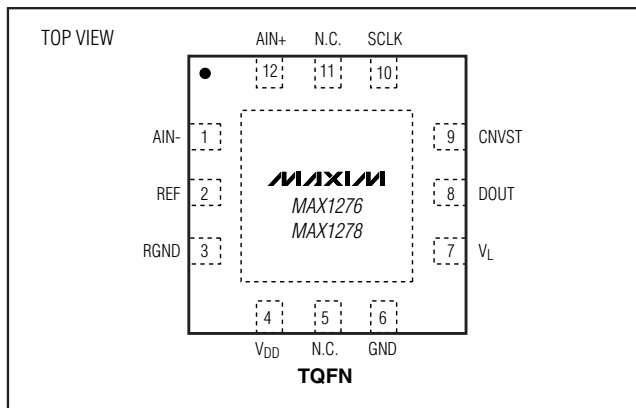 TOP VIEW
AIN+ N.C. SCLK
12 11 10
AIN- 1 9 CNVST
MAXIM
REF 2 MAX1276 8 DOUT
MAX1278
RGND 3 7 VL
4 5 6
VDD N.C. GND
TQFN